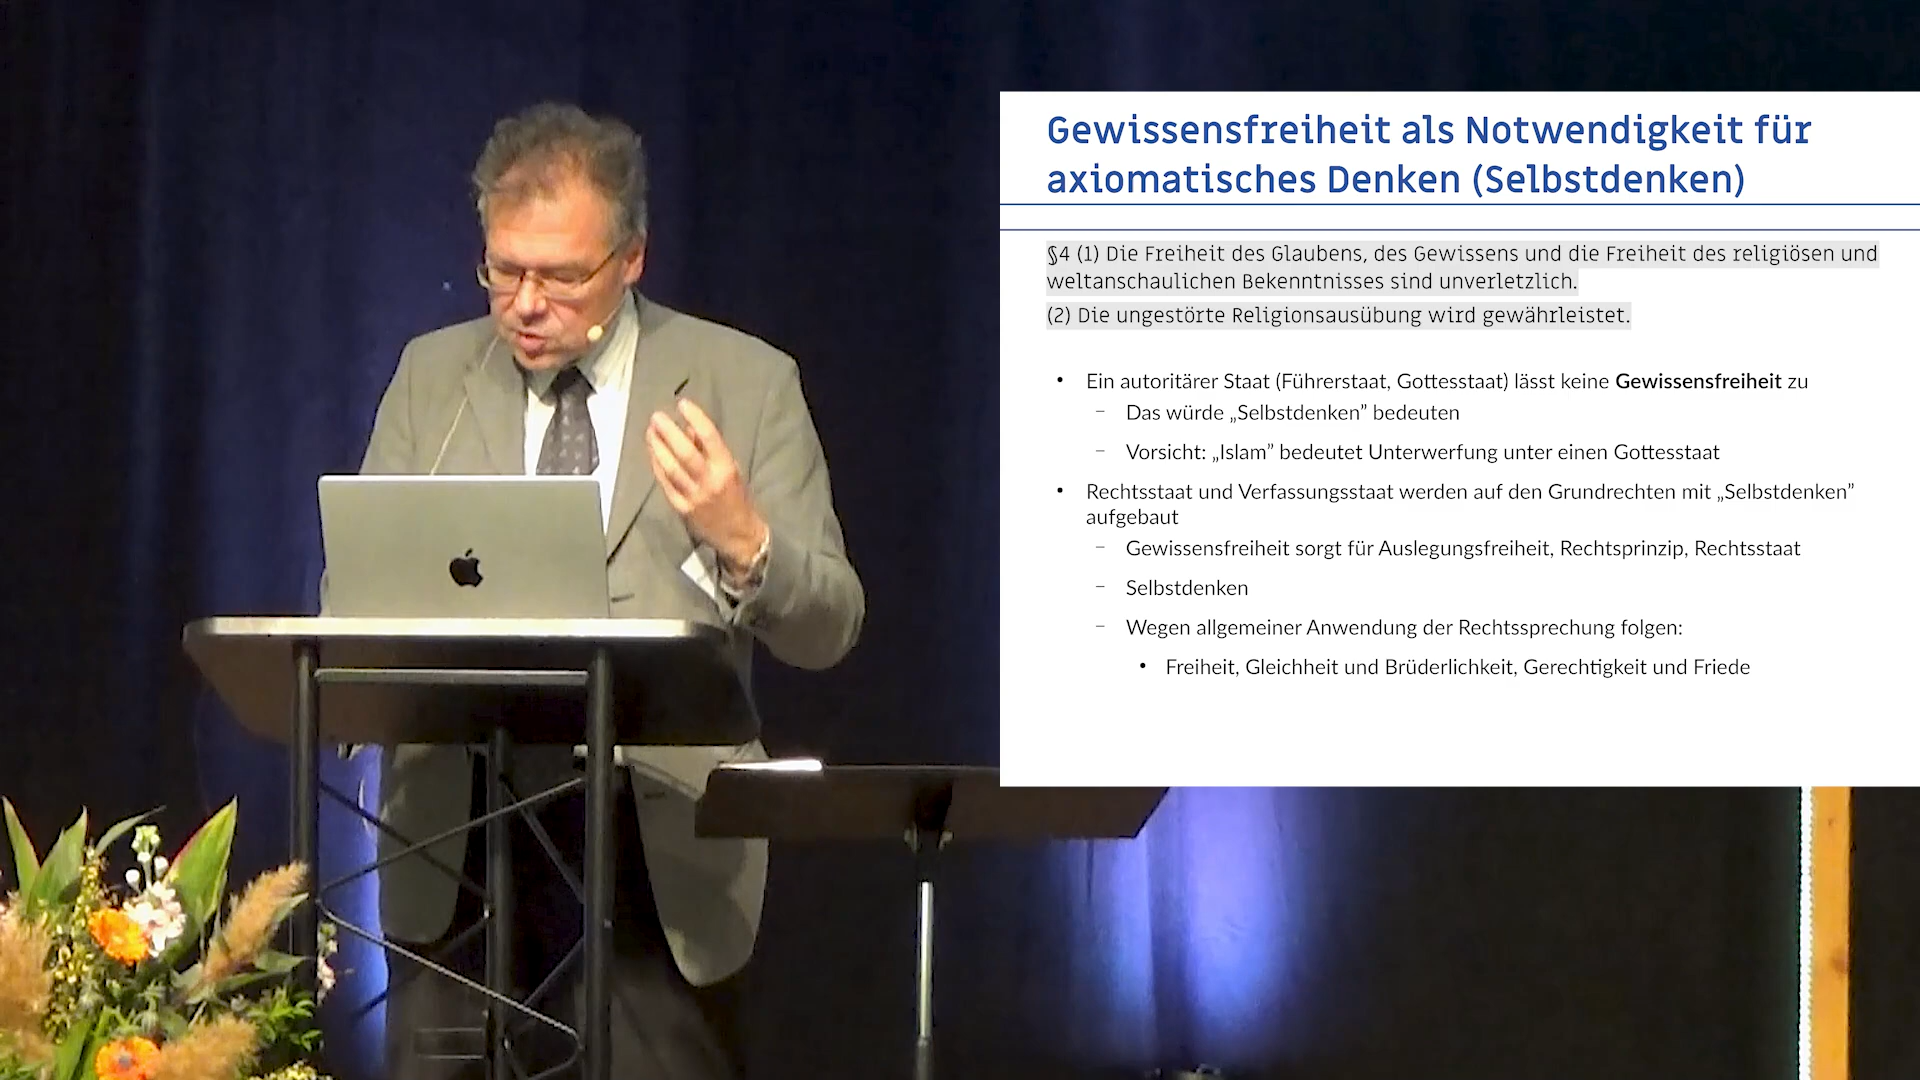 Gewissensfreiheit als Notwendigkeit für
axiomatisches Denken (Selbstdenken)
§4 (1) Die Freiheit des Glaubens, des Gewissens und die Freiheit des religiösen und
weltanschaulichen Bekenntnisses sind unverletzlich.
(2) Die ungestörte Religionsausübung wird gewährleistet.
• Ein autoritärer Staat (Führerstaat, Gottesstaat) lässt keine Gewissensfreiheit zu
– Das würde „Selbstdenken” bedeuten
– Vorsicht: „Islam” bedeutet Unterwerfung unter einen Gottesstaat
• Rechtsstaat und Verfassungsstaat werden auf den Grundrechten mit „Selbstdenken”
aufgebaut
– Gewissensfreiheit sorgt für Auslegungsfreiheit, Rechtsprinzip, Rechtsstaat
– Selbstdenken
– Wegen allgemeiner Anwendung der Rechtssprechung folgen:
• Freiheit, Gleichheit und Brüderlichkeit, Gerechtigkeit und Friede